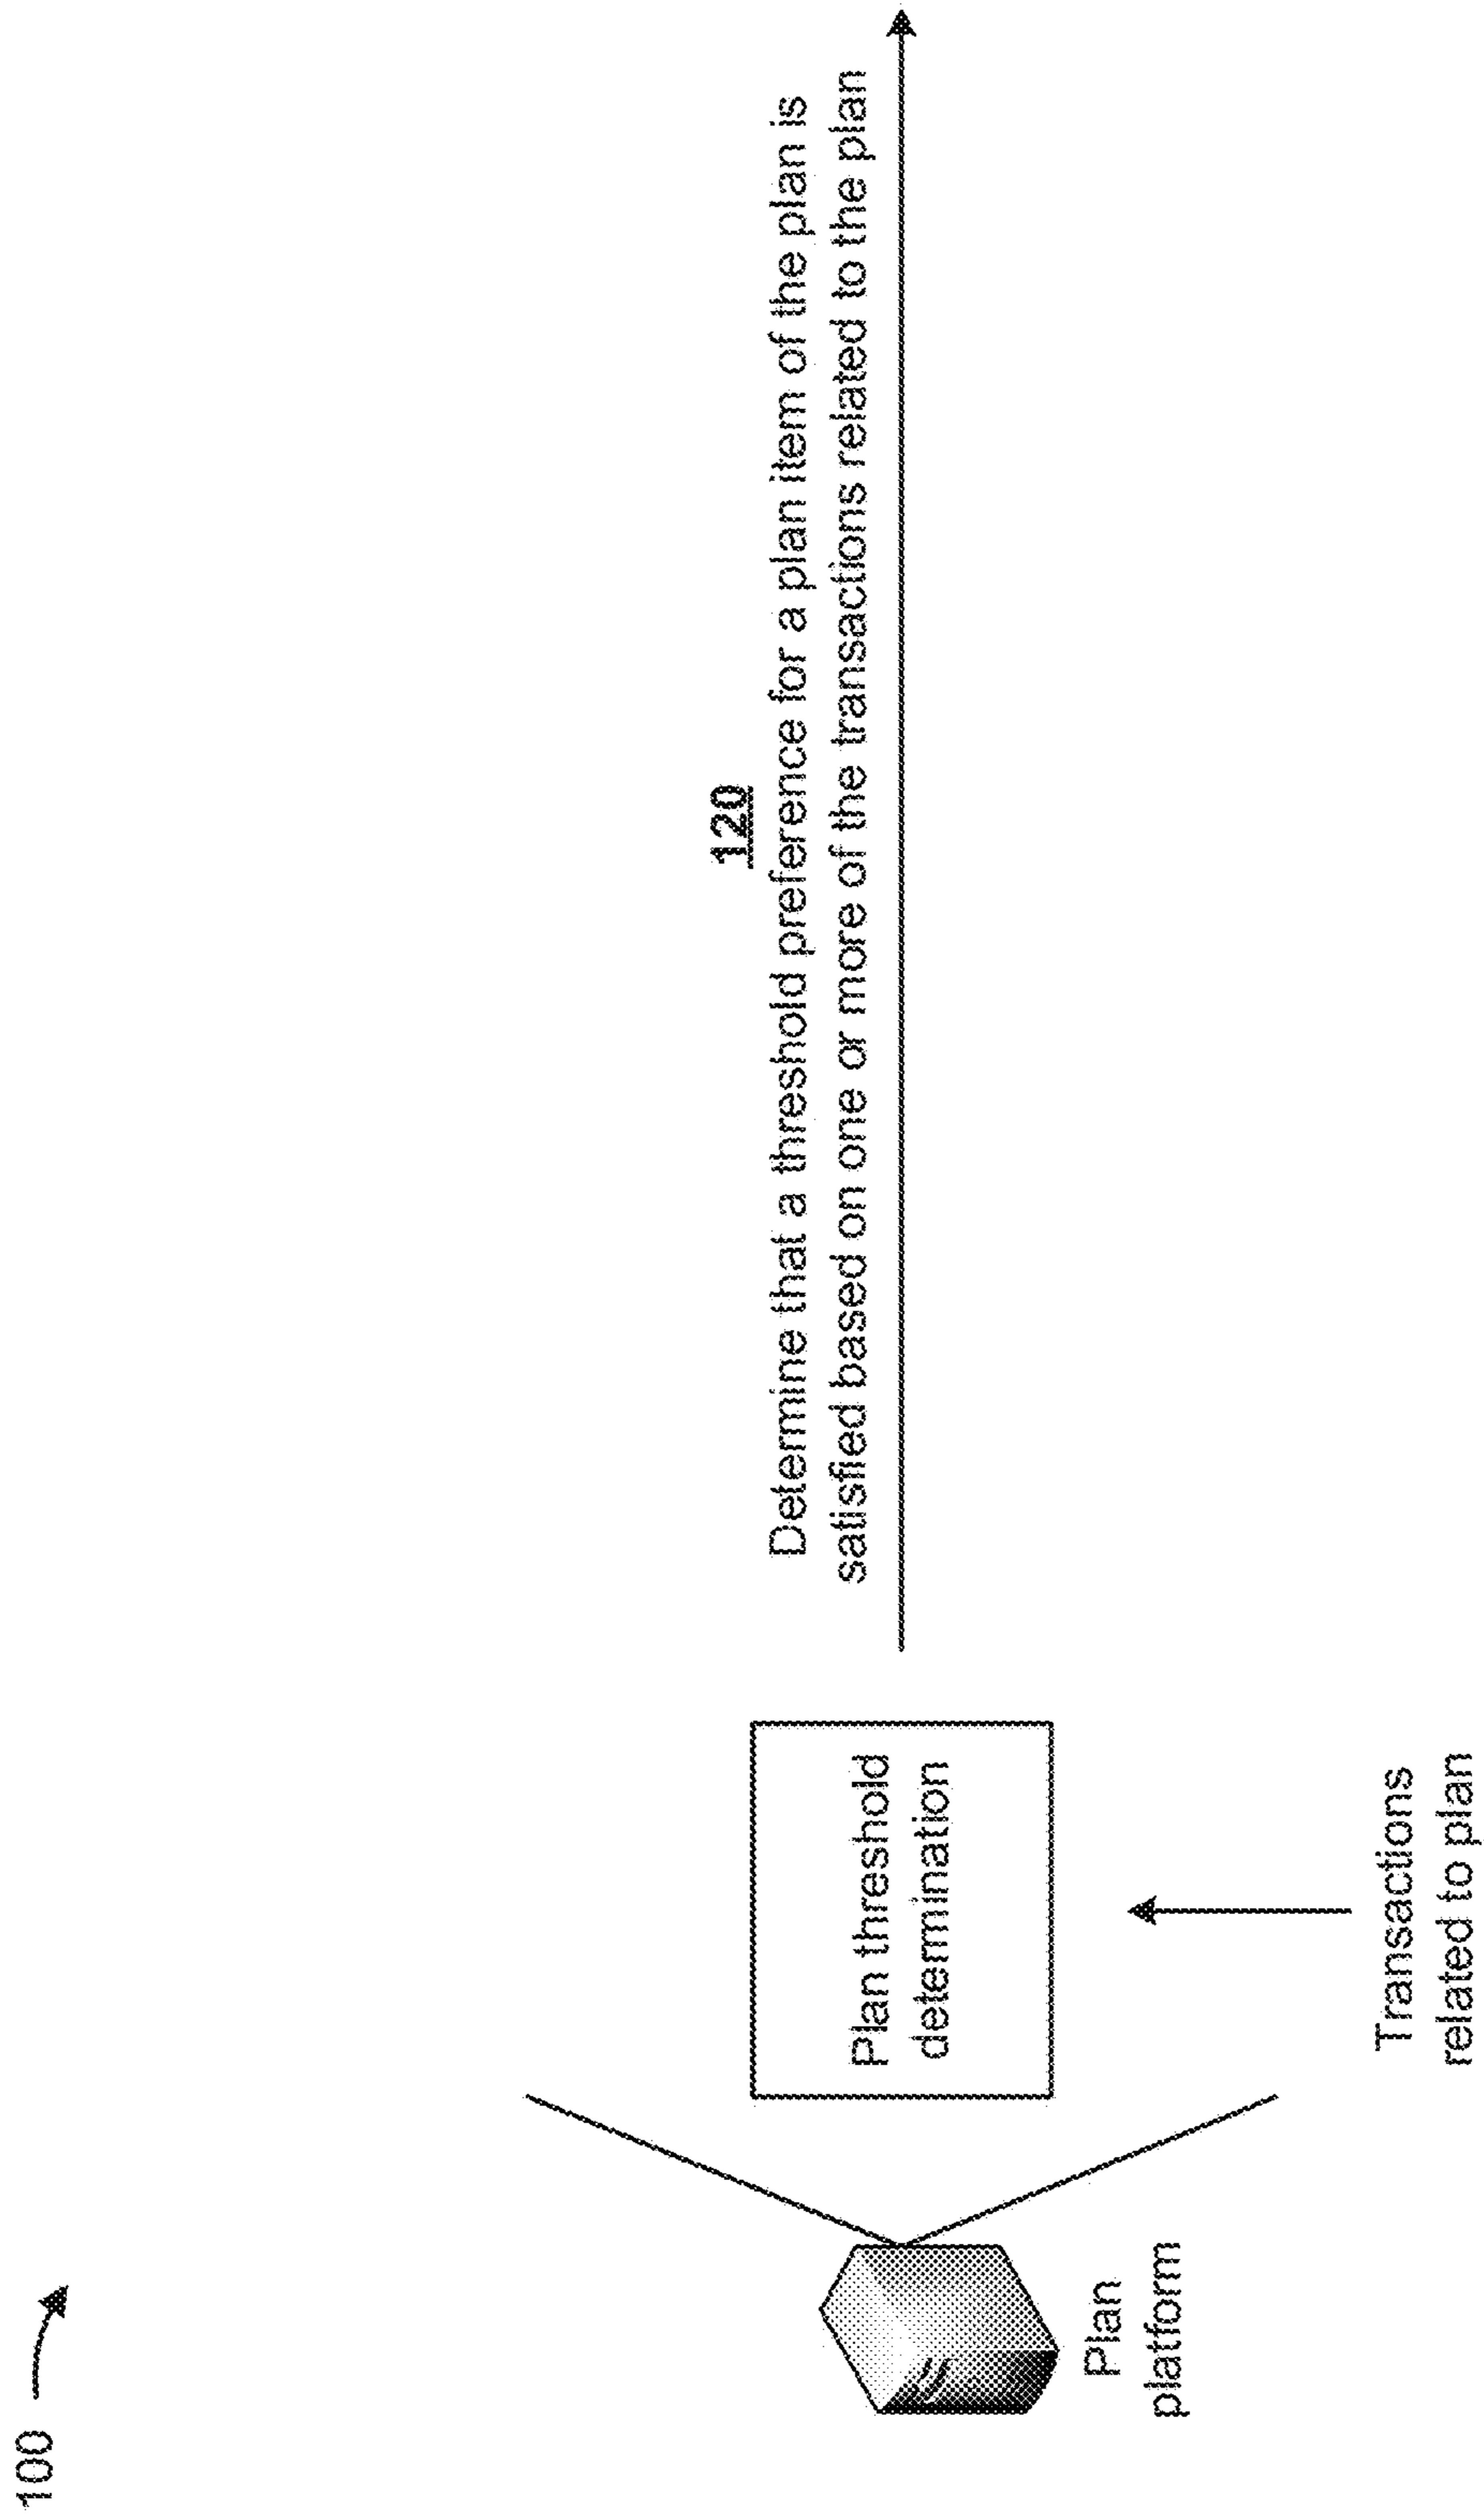 100
Plan
platform
Plan threshold
determination
Transactions
related to plan
120
Determine that a threshold preference for a plan item of the plan is
satisfied based on one or more of the transactions related to the plan